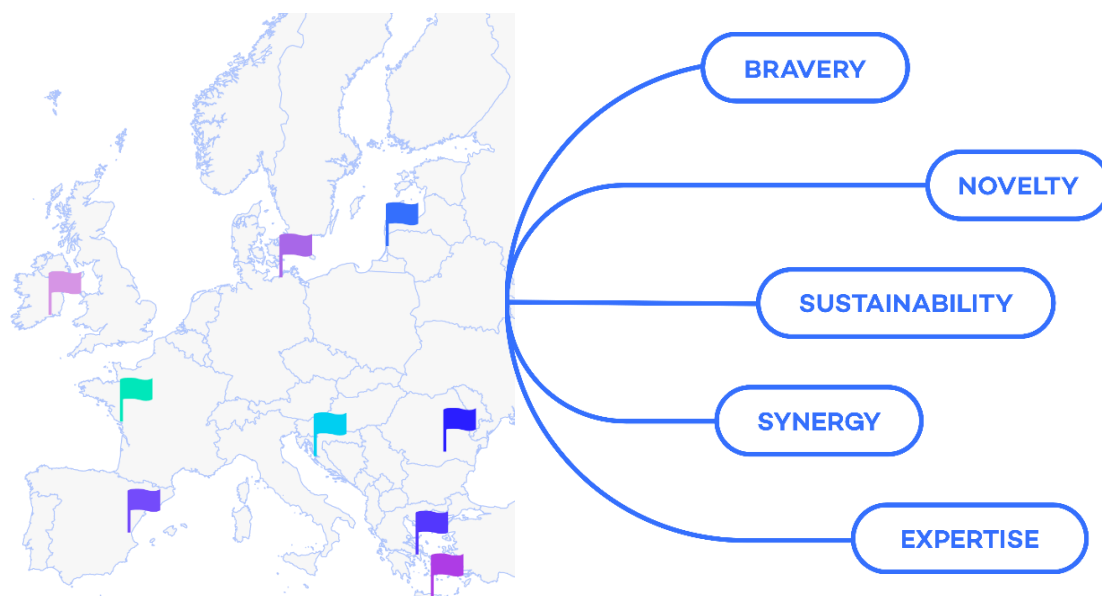 BRAVERY
NOVELTY
SUSTAINABILITY
SYNERGY
EXPERTISE